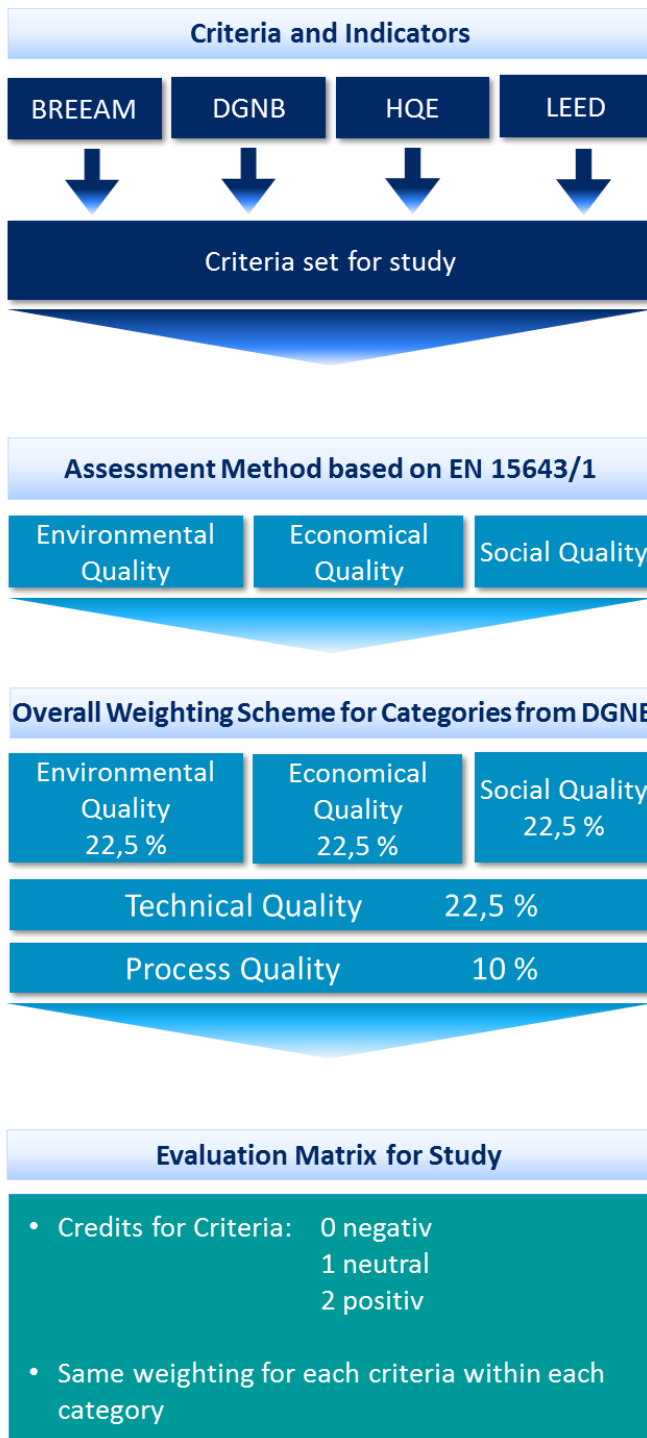 Criteria and Indicators
BREEAM DGNB HQE LEED
Criteria set for study
Assessment Method based on EN 15643/1
Environmental
Quality
Economical
Quality
Social Quality
Overall Weighting Scheme for Categories from DGNB
Environmental
Quality
22,5 %
Economical
Quality
22,5 %
Social Quality
22,5 %
Technical Quality 22,5 %
Process Quality 10 %
Evaluation Matrix for Study
• Credits for Criteria: 0 negativ
1 neutral
2 positiv
• Same weighting for each criteria within each
category